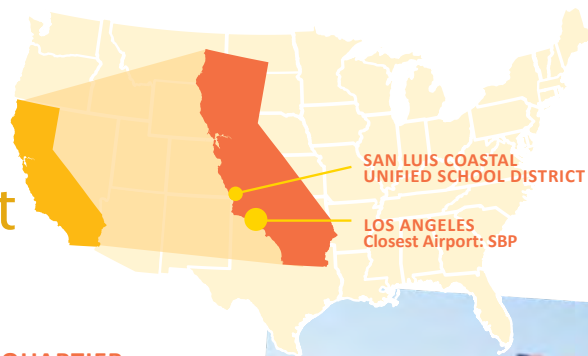 SAN LUIS COASTAL
UNIFIED SCHOOL DISTRICT
t
LOS ANGELES
Closest Airport: SBP